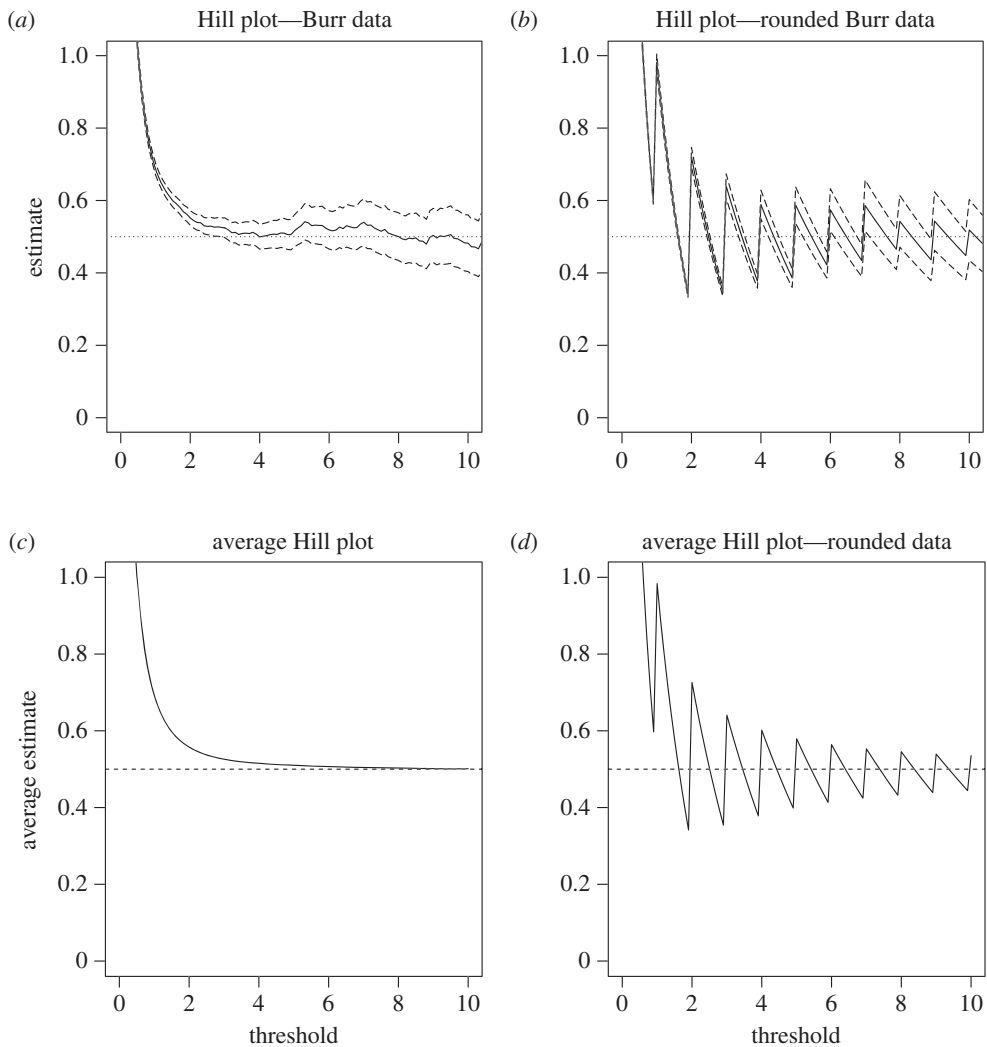 (a) Hill plot—Burr data
1.0
0.8
0.6
0.4
0.2
0
estimate
0 2 4 6 8 10
(b) Hill plot—rounded Burr data
1.0
0.8
0.6
0.4
0.2
0
0 2 4 6 8 10
(c) average Hill plot
1.0
0.8
0.6
0.4
0.2
0
average estimate
0 2 4 6 8 10
threshold
(d) average Hill plot—rounded data
1.0
0.8
0.6
0.4
0.2
0
0 2 4 6 8 10
threshold